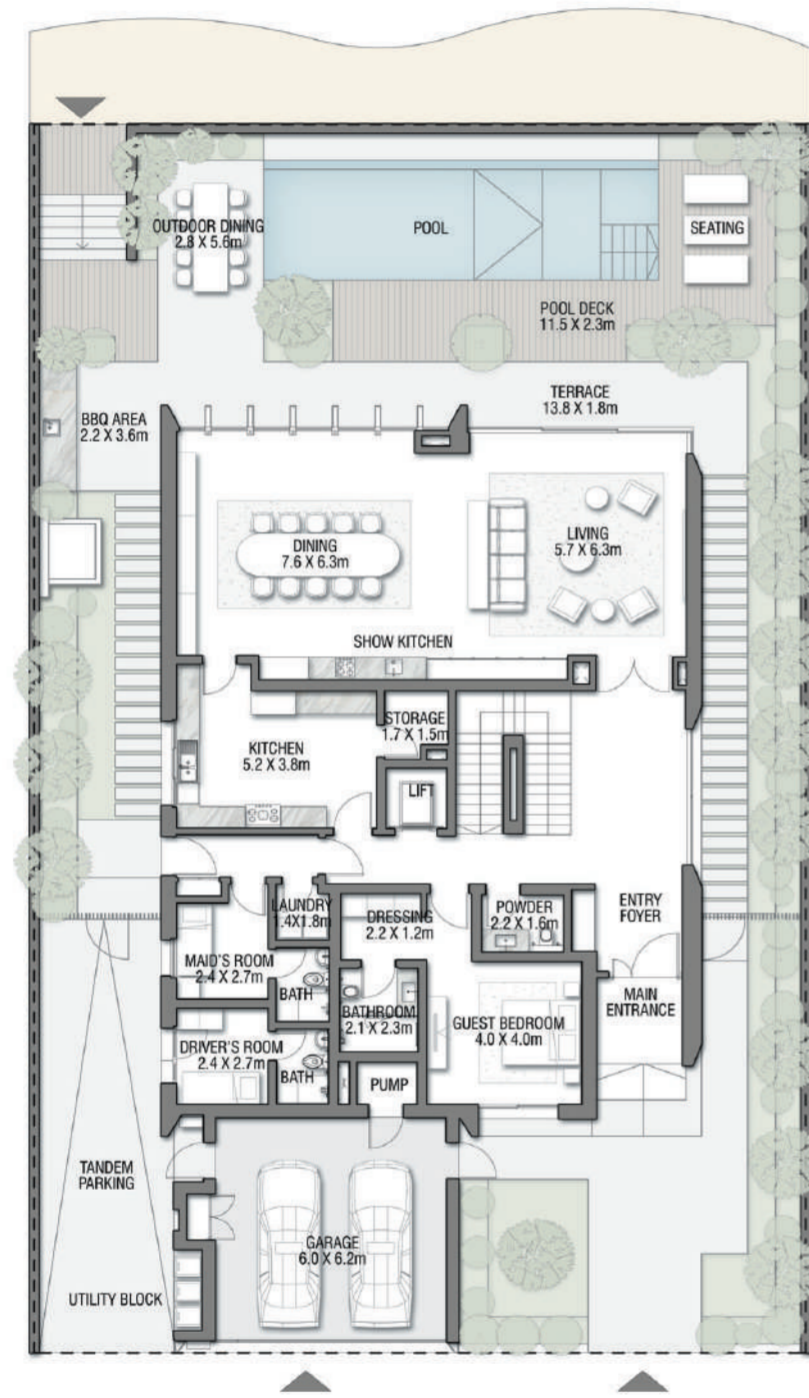 OUTDOOR DINING
2.8 X 5.6m
POOL
SEATING
POOL DECK
11.5 X 2.3m
TERRACE
13.8 X 1.8m
BBQ AREA
2.2 X 3.6m
DINING
7.6 X 6.3m
LIVING
5.7 X 6.3m
SHOW KITCHEN
STORAGE
1.7 X 1.5m
KITCHEN
5.2 X 3.8m
LIFT
LAUNDRY
1.4X1.8m
DRESSING
2.2 X 1.2m
POWDER
2.2 X 1.6m
ENTRY
FOYER
MAID'S ROOM
2.4 X 2.7m
BATH
BATHROOM
2.1 X 2.3m
GUEST BEDROOM
4.0 X 4.0m
MAIN
ENTRANCE
DRIVER'S ROOM
2.4 X 2.7m
BATH
PUMP
TANDEM
PARKING
GARAGE
6.0 X 6.2m
UTILITY BLOCK